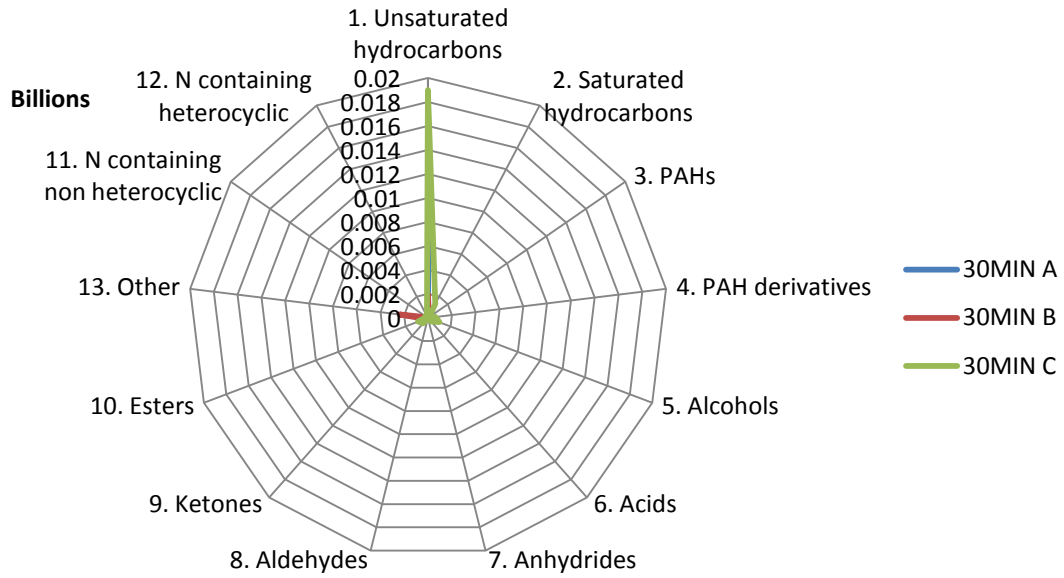 1. Unsaturated
hydrocarbons
2. Saturated
hydrocarbons
3. PAHs
4. PAH derivatives
5. Alcohols
6. Acids
7. Anhydrides
8. Aldehydes
9. Ketones
10. Esters
13. Other
11. N containing
non heterocyclic
12. N containing
heterocyclic
Billions
0.02
0.018
0.016
0.014
0.012
0.01
0.008
0.006
0.004
0.002
0
30MIN A
30MIN B
30MIN C